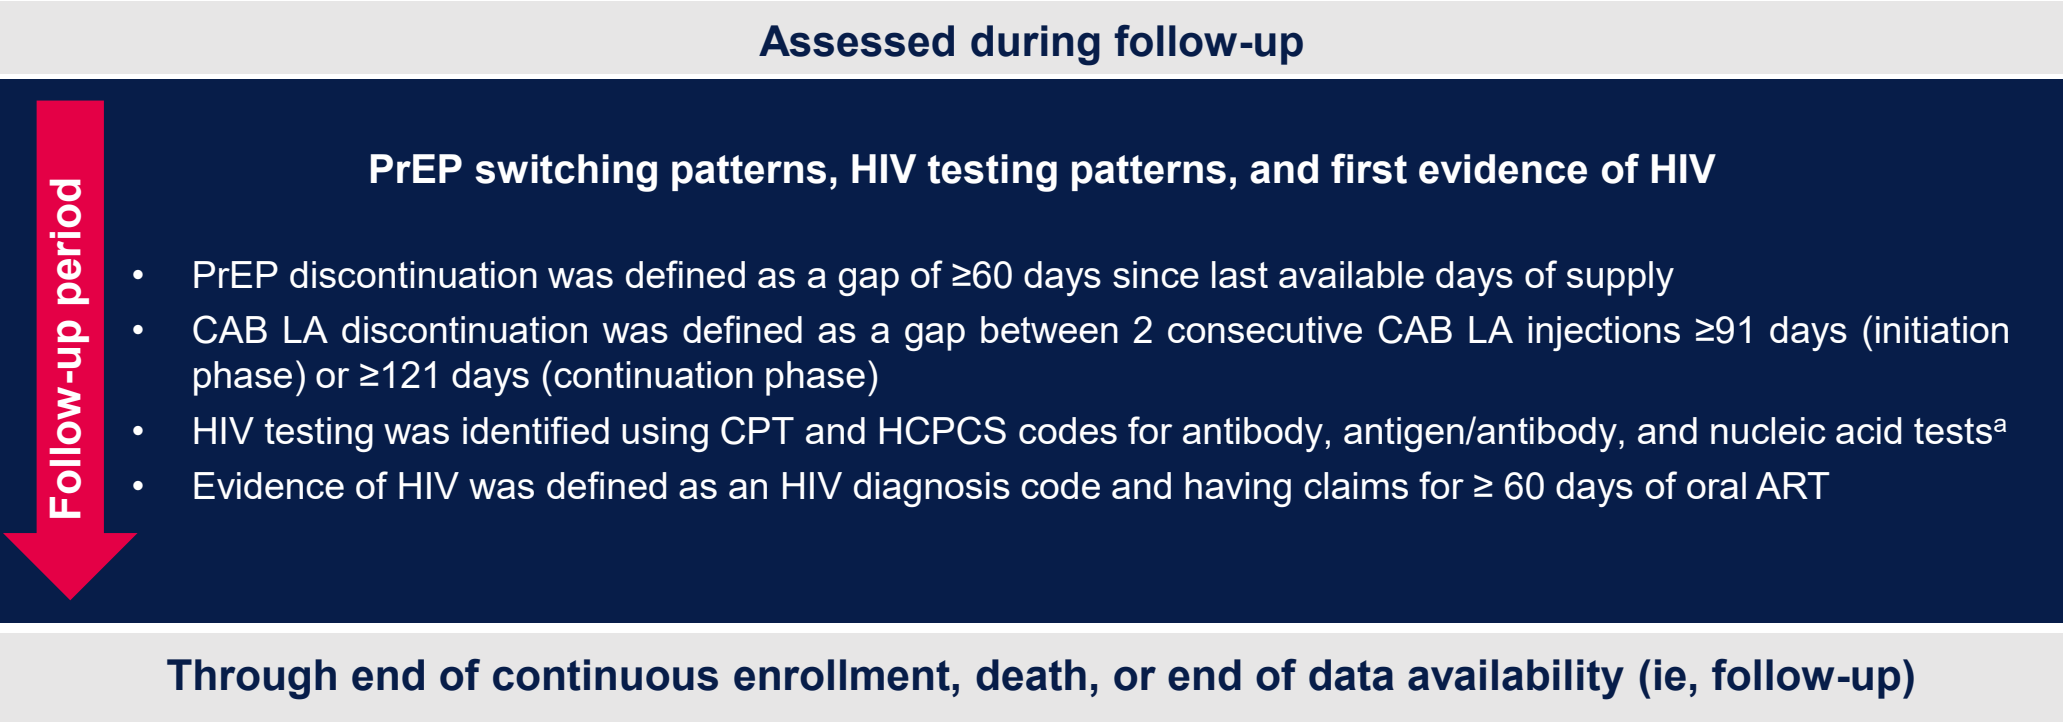 Assessed during follow-up
Follow-up period
PrEP switching patterns, HIV testing patterns, and first evidence of HIV
• PrEP discontinuation was defined as a gap of ≥60 days since last available days of supply
• CAB LA discontinuation was defined as a gap between 2 consecutive CAB LA injections ≥91 days (initiation
phase) or ≥121 days (continuation phase)
• HIV testing was identified using CPT and HCPCS codes for antibody, antigen/antibody, and nucleic acid testsᵃ
• Evidence of HIV was defined as an HIV diagnosis code and having claims for ≥ 60 days of oral ART
Through end of continuous enrollment, death, or end of data availability (ie, follow-up)